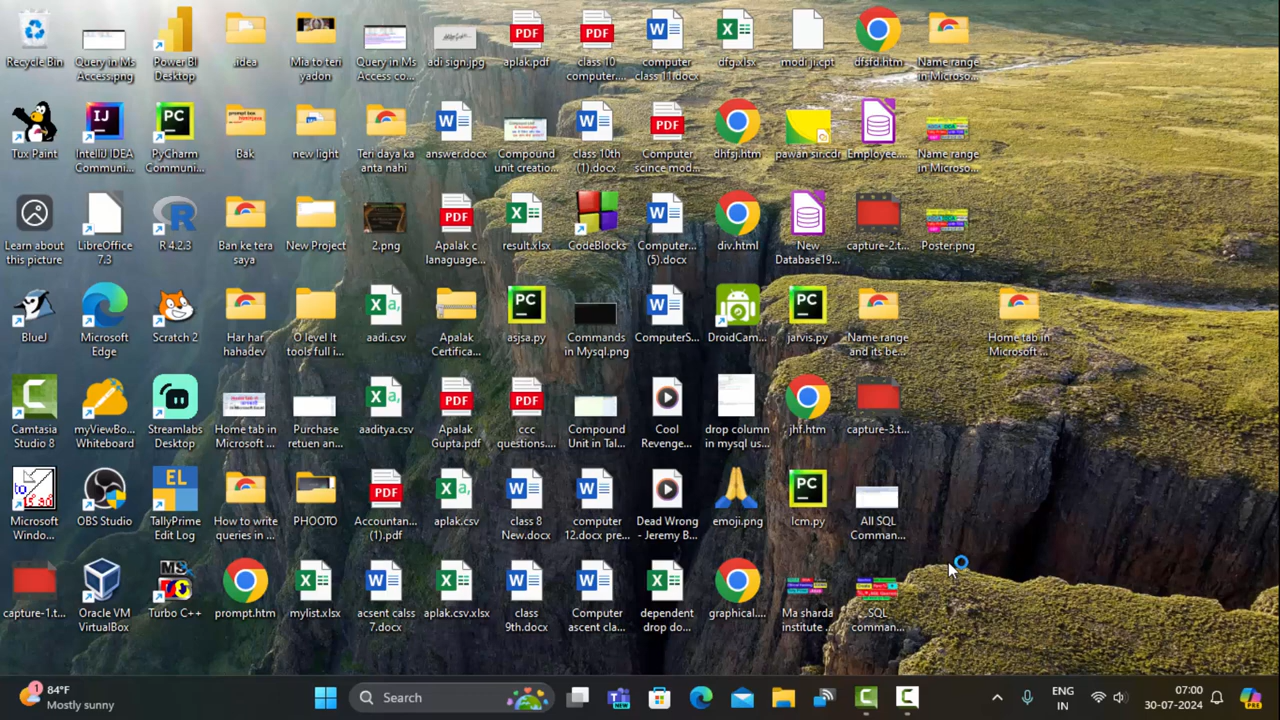 Recycle Bin
Query in Ms
Access.png
Power BI
Desktop
.idea
Mia to teri
yadon
Query in Ms
Access co...
adi sign.jpg
aplak.pdf
class 10
computer....
computer
class 11.docx
dfg.xlsx
modri ji.cpt
dfsfd.htm
Name range
in Microso...
Tux Paint
IntelliJ IDEA
Communi...
PyCharm
Communi...
Bak
new light
Teri daya ka
anta nahi
answer.docx
Compound
unit creatio...
class 10th
(1).docx
Computer
scince mod...
dhfsj.htm
pawan sir.cdr
Employee....
Name range
in Microso...
Learn about
this picture
LibreOffice
7.3
R 4.2.3
Ban ke tera
saya
New Project
2.png
Apalak c
lanaguage...
result.xlsx
CodeBlocks
Computer...
(5).docx
div.html
New
Database19...
capture-2.t...
Poster.png
BlueJ
Microsoft
Edge
Scratch 2
Har har
hahadev
O level It
tools full i...
aadi.csv
Apalak
Certifica...
asjsa.py
Commands
in Mysql.png
ComputerS...
DroidCam...
jarvis.py
Name range
and its be...
Home tab in
Microsoft ...
Camtasia
Studio 8
myViewBo...
Whiteboard
Streamlabs
Desktop
Home tab in
Microsoft ...
Purchase
retuen an...
aaditya.csv
Apalak
Gupta.pdf
ccc
questions....
Compound
Unit in Tal...
Cool
Revenge...
drop column
in mysql us...
jhf.htm
capture-3.t...
Microsoft
Windo...
OBS Studio
TallyPrime
Edit Log
How to write
queries in ...
PHOOTO
Accountan...
(1).pdf
aplak.csv
class 8
New.docx
computer
12.docx pre...
Dead Wrong
- Jeremy B...
emoji.png
lcm.py
All SQL
Comman...
capture-1.t...
Oracle VM
VirtualBox
Turbo C++
prompt.htm
mylist.xlsx
acsent calss
7.docx
aplak.csv.xlsx
class
9th.docx
Computer
ascent cla...
dependent
drop do...
graphical....
Ma sharda
institute ...
SQL
comman...
1
84°F
Mostly sunny
Search
NEW
ENG
IN
07:00
30-07-2024
PRE